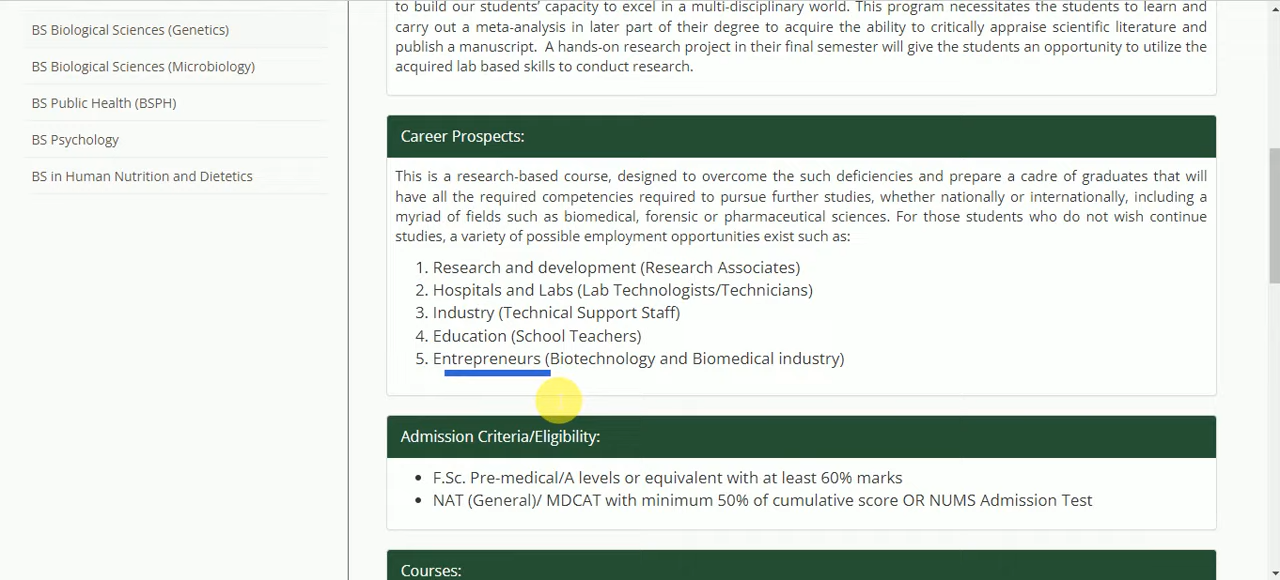 BS Biological Sciences (Genetics)
BS Biological Sciences (Microbiology)
BS Public Health (BSPH)
BS Psychology
BS in Human Nutrition and Dietetics
to build our students' capacity to excel in a multi-disciplinary world. This program necessitates the students to learn and
carry out a meta-analysis in later part of their degree to acquire the ability to critically appraise scientific literature and
publish a manuscript. A hands-on research project in their final semester will give the students an opportunity to utilize the
acquired lab based skills to conduct research.
Career Prospects:
This is a research-based course, designed to overcome the such deficiencies and prepare a cadre of graduates that will
have all the required competencies required to pursue further studies, whether nationally or internationally, including a
myriad of fields such as biomedical, forensic or pharmaceutical sciences. For those students who do not wish continue
studies, a variety of possible employment opportunities exist such as:
1. Research and development (Research Associates)
2. Hospitals and Labs (Lab Technologists/Technicians)
3. Industry (Technical Support Staff)
4. Education (School Teachers)
5. Entrepreneurs (Biotechnology and Biomedical industry)
Admission Criteria/Eligibility:
• F.Sc. Pre-medical/A levels or equivalent with at least 60% marks
• NAT (General)/ MDCAT with minimum 50% of cumulative score OR NUMS Admission Test
Courses: